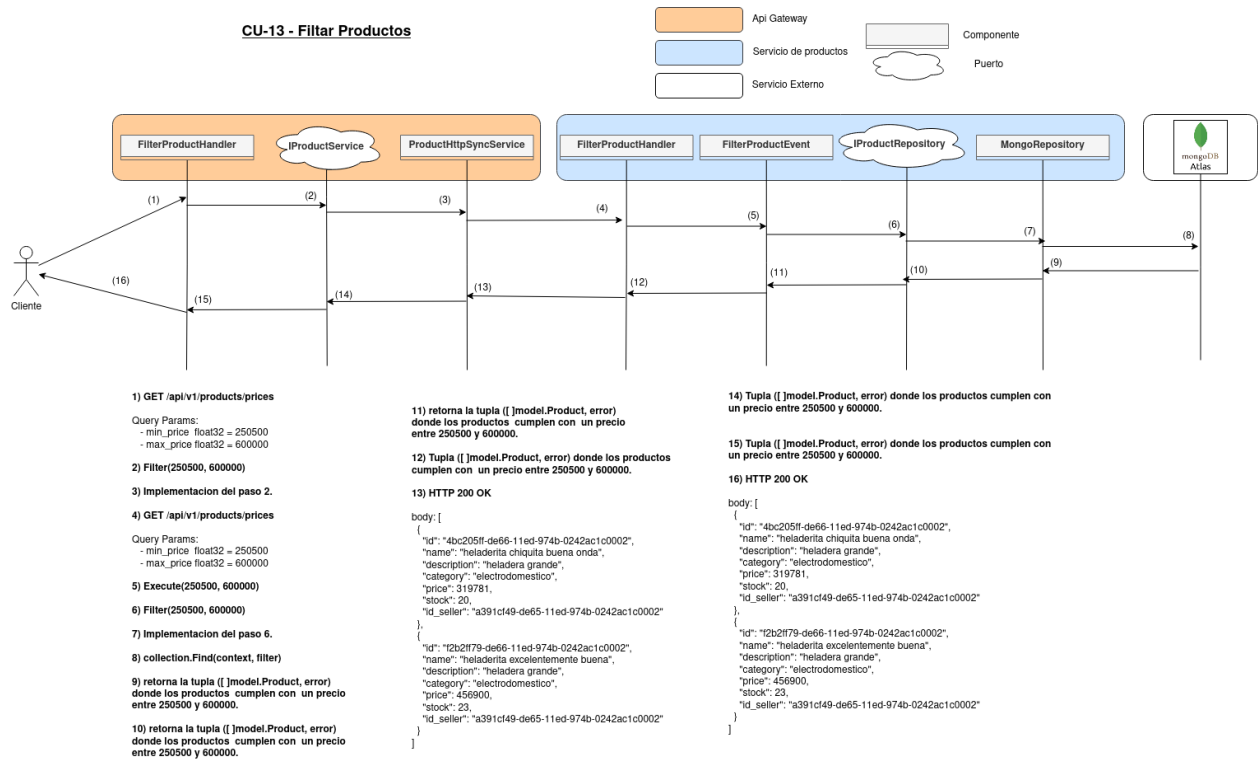 CU-13 - Filtar Productos
Api Gateway
Servicio de productos
Servicio Externo
Componente
Puerto
FilterProductHandler
IProductService
ProductHttpSyncService
FilterProductHandler
FilterProductEvent
IProductRepository
MongoRepository
mongoDB
Atlas
(1)
(2)
(3)
(4)
(5)
(6)
(7)
(8)
(9)
(10)
(11)
(12)
(13)
(14)
(15)
(16)
Cliente
1) GET /api/v1/products/prices
Query Params:
- min_price float32 = 250500
- max_price float32 = 600000
2) Filter(250500, 600000)
3) Implementacion del paso 2.
4) GET /api/v1/products/prices
Query Params:
- min_price float32 = 250500
- max_price float32 = 600000
5) Execute(250500, 600000)
6) Filter(250500, 600000)
7) Implementacion del paso 6.
8) collection.Find(context, filter)
9) retorna la tupla ([ ]model.Product, error)
donde los productos cumplen con un precio
entre 250500 y 600000.
10) retorna la tupla ([ ]model.Product, error)
donde los productos cumplen con un precio
entre 250500 y 600000.
11) retorna la tupla ([ ]model.Product, error)
donde los productos cumplen con un precio
entre 250500 y 600000.
12) Tupla ([ ]model.Product, error) donde los productos
cumplen con un precio entre 250500 y 600000.
13) HTTP 200 OK
body: [
{
"id": "4bc205ff-de66-11ed-974b-0242ac1c0002",
"name": "heladerita chiquita buena onda",
"description": "heladera grande",
"category": "electrodomestico",
"price": 319781,
"stock": 20,
"id_seller": "a391cf49-de65-11ed-974b-0242ac1c0002"
},
{
"id": "f2b2ff79-de66-11ed-974b-0242ac1c0002",
"name": "heladerita excelentemente buena",
"description": "heladera grande",
"category": "electrodomestico",
"price": 456900,
"stock": 23,
"id_seller": "a391cf49-de65-11ed-974b-0242ac1c0002"
}
]
14) Tupla ([ ]model.Product, error) donde los productos cumplen con
un precio entre 250500 y 600000.
15) Tupla ([ ]model.Product, error) donde los productos cumplen con
un precio entre 250500 y 600000.
16) HTTP 200 OK
body: [
{
"id": "4bc205ff-de66-11ed-974b-0242ac1c0002",
"name": "heladerita chiquita buena onda",
"description": "heladera grande",
"category": "electrodomestico",
"price": 319781,
"stock": 20,
"id_seller": "a391cf49-de65-11ed-974b-0242ac1c0002"
},
{
"id": "f2b2ff79-de66-11ed-974b-0242ac1c0002",
"name": "heladerita excelentemente buena",
"description": "heladera grande",
"category": "electrodomestico",
"price": 456900,
"stock": 23,
"id_seller": "a391cf49-de65-11ed-974b-0242ac1c0002"
}
]